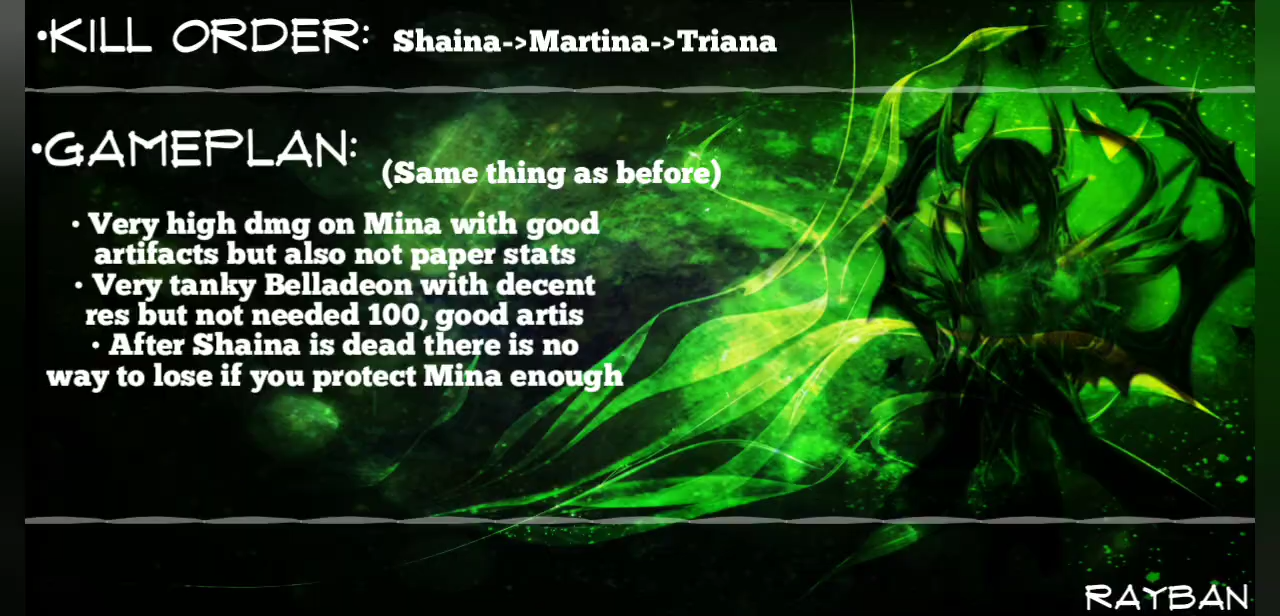 •KILL ORDER: Shaina->Martina->Triana
•GAMEPLAN:
(Same thing as before)
• Very high dmg on Mina with good
artifacts but also not paper stats
• Very tanky Belladeon with decent
res but not needed 100, good artis
• After Shaina is dead there is no
way to lose if you protect Mina enough
RAYBAN